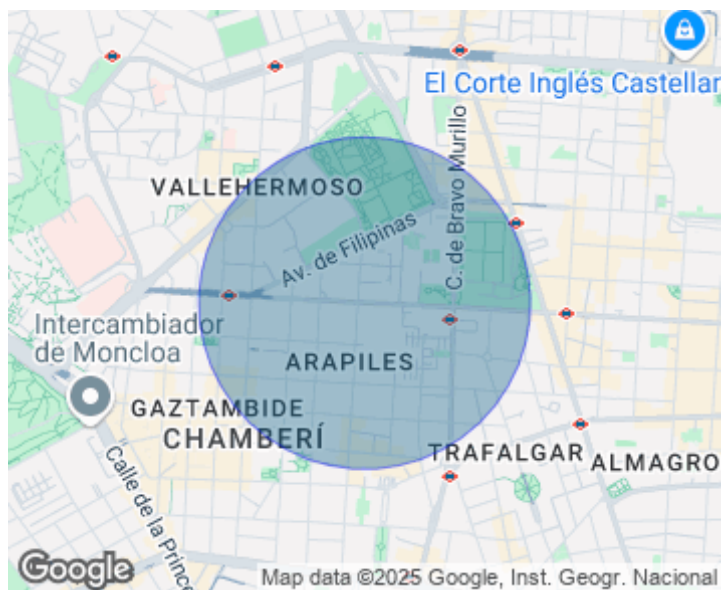 El Corte Inglés Castellar
C. de Bravo Murillo
VALLEHERMOSO
Av. de Filipinas
Intercambiador
de Moncloa
ARAPILES
GAZTAMBIDE
CHAMBERÍ
TRAFALGAR
ALMAGRO
Calle de la Prince
Google
Map data ©2025 Google, Inst. Geogr. Nacional